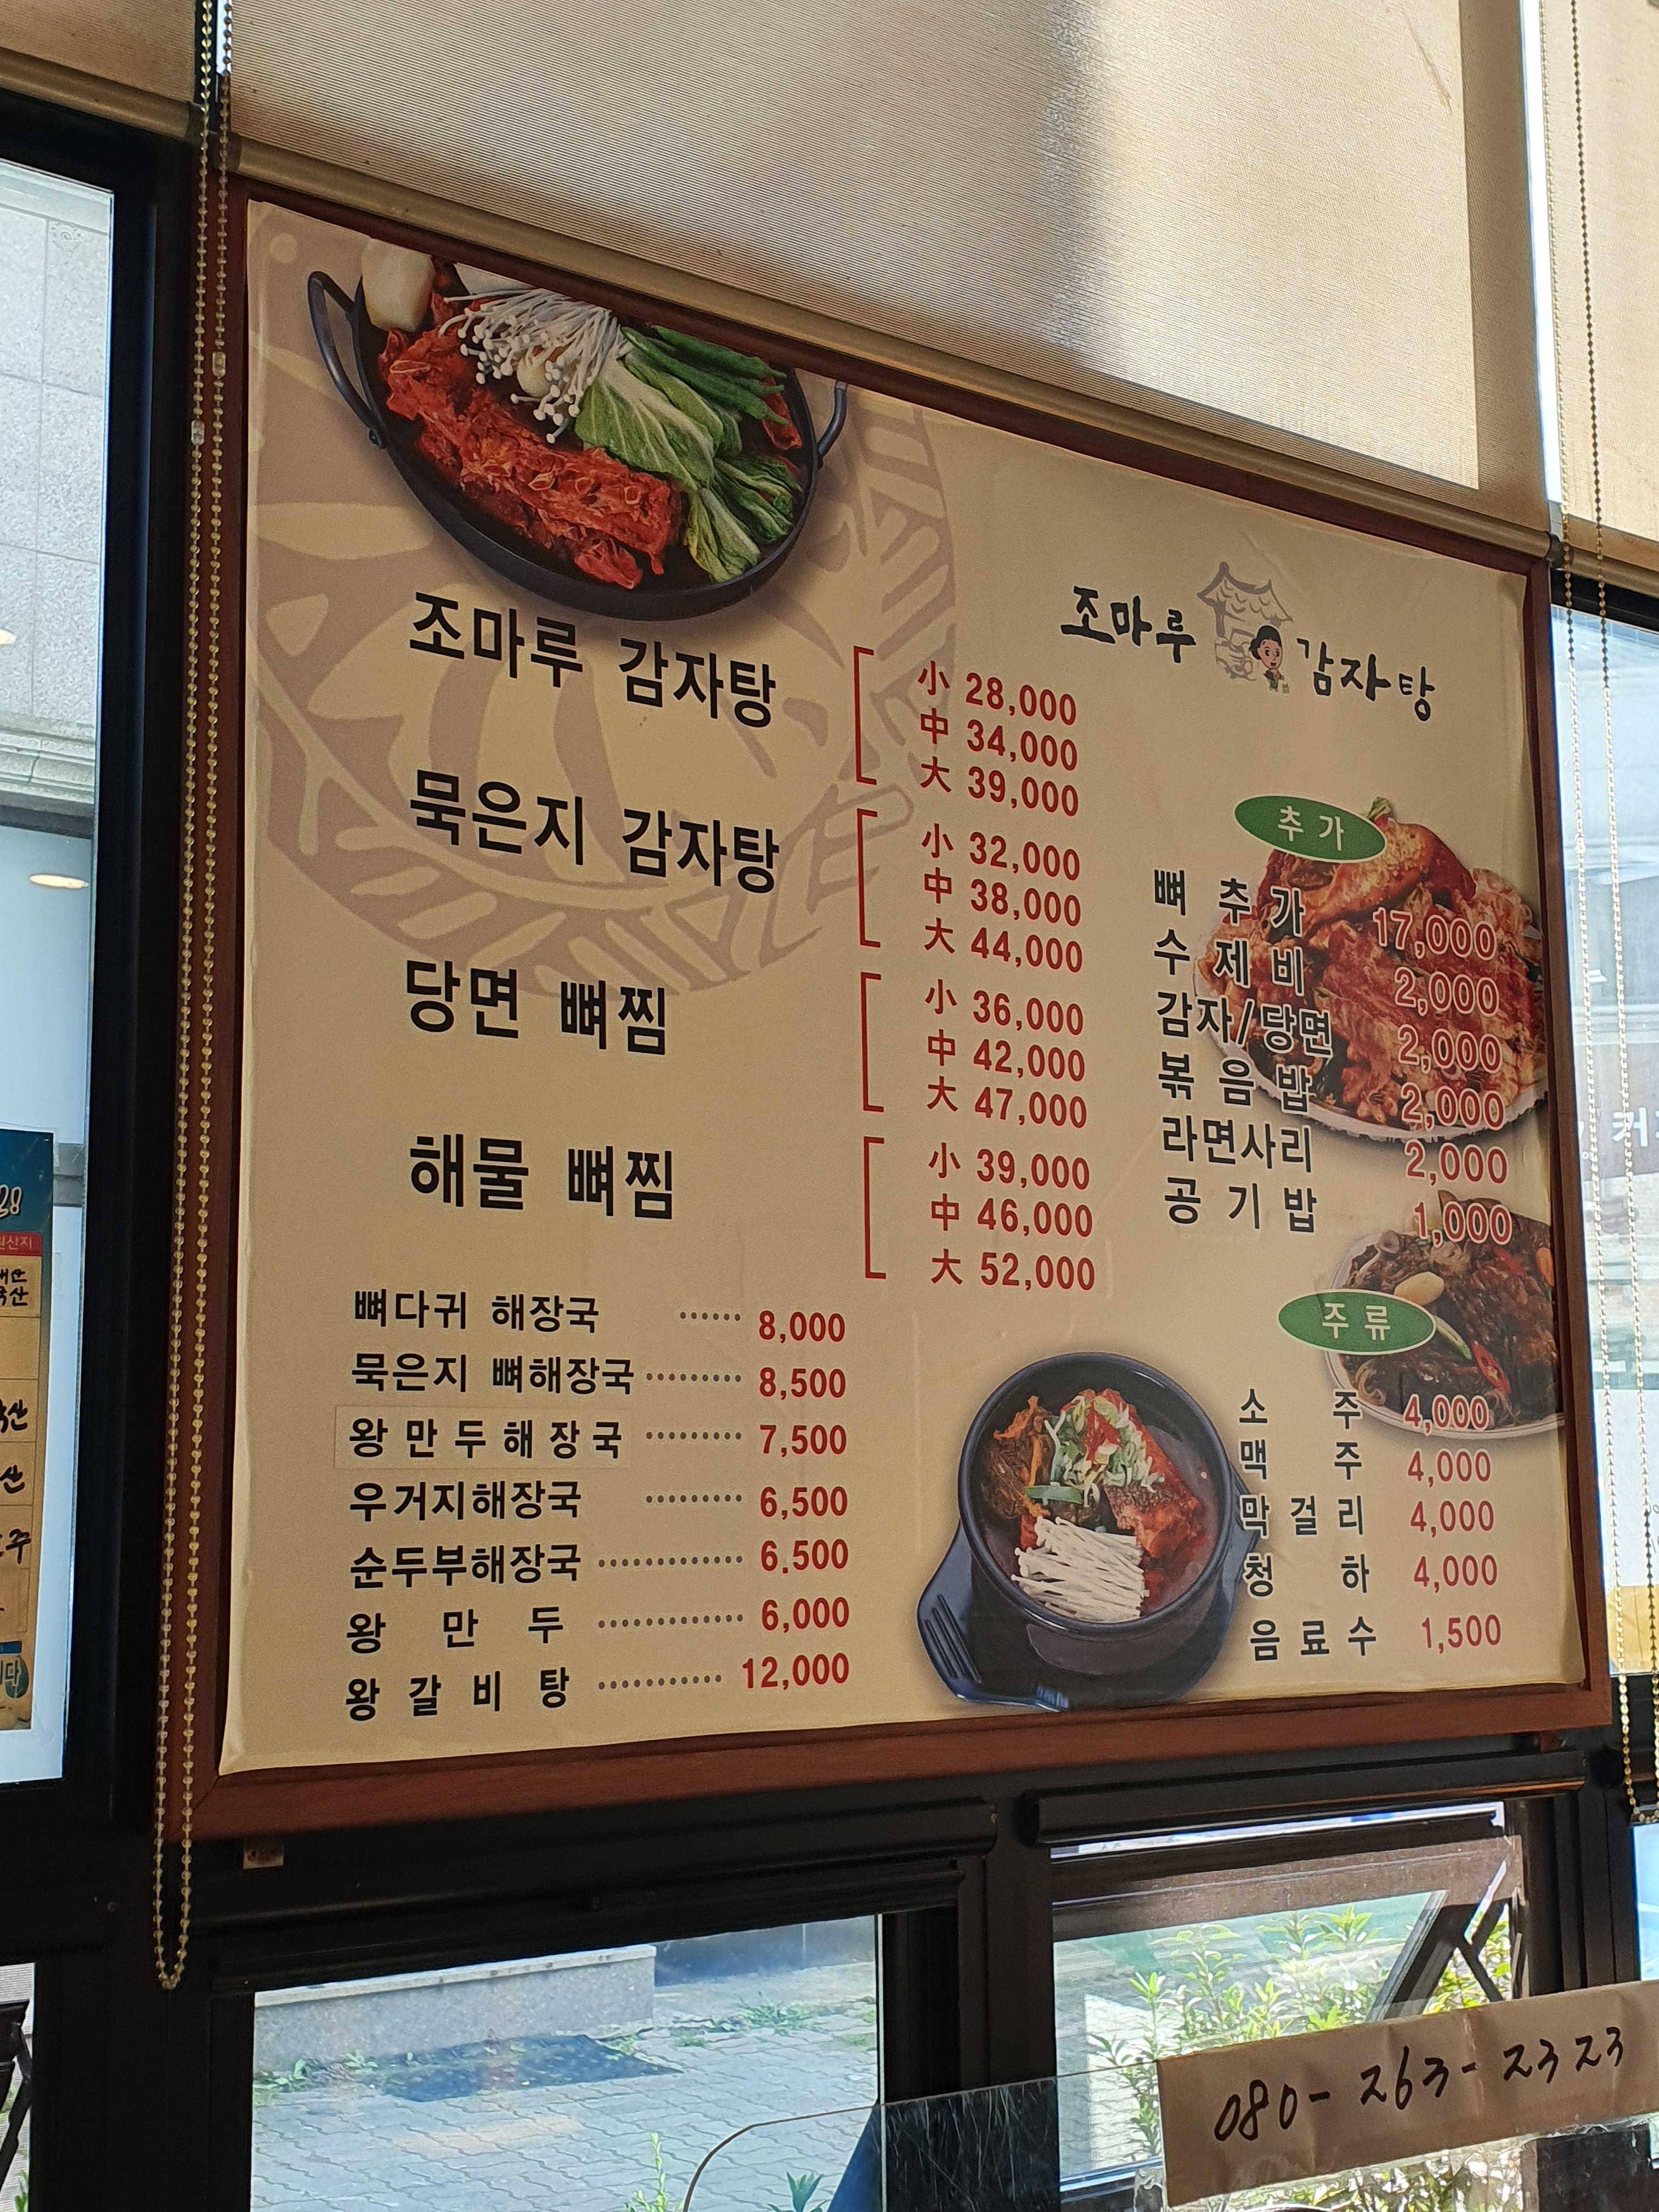 조마루 감자탕
조마루 감자탕
小 28,000
中 34,000
大 39,000
묵은지 감자탕
小 32,000
中 38,000
大 44,000
당면 뼈찜
小 36,000
中 42,000
大 47,000
해물 뼈찜
小 39,000
中 46,000
大 52,000
뼈다귀 해장국 ······ 8,000
묵은지 뼈해장국 ········· 8,500
왕만두해장국 ········· 7,500
우거지해장국 ········· 6,500
순두부해장국 ············· 6.500
왕 만 두 ············· 6,000
왕 갈 비 탕 ··········· 12,000
추가
뼈 추 가 17,000
수 제 비 2,000
감자/당면 2,000
볶 음 밥 2,000
라면사리 2,000
공 기 밥 1,000
주류
소 주 4,000
맥 주 4,000
막 걸 리 4,000
청 하 4,000
음 료 수 1,500
080-263-2323